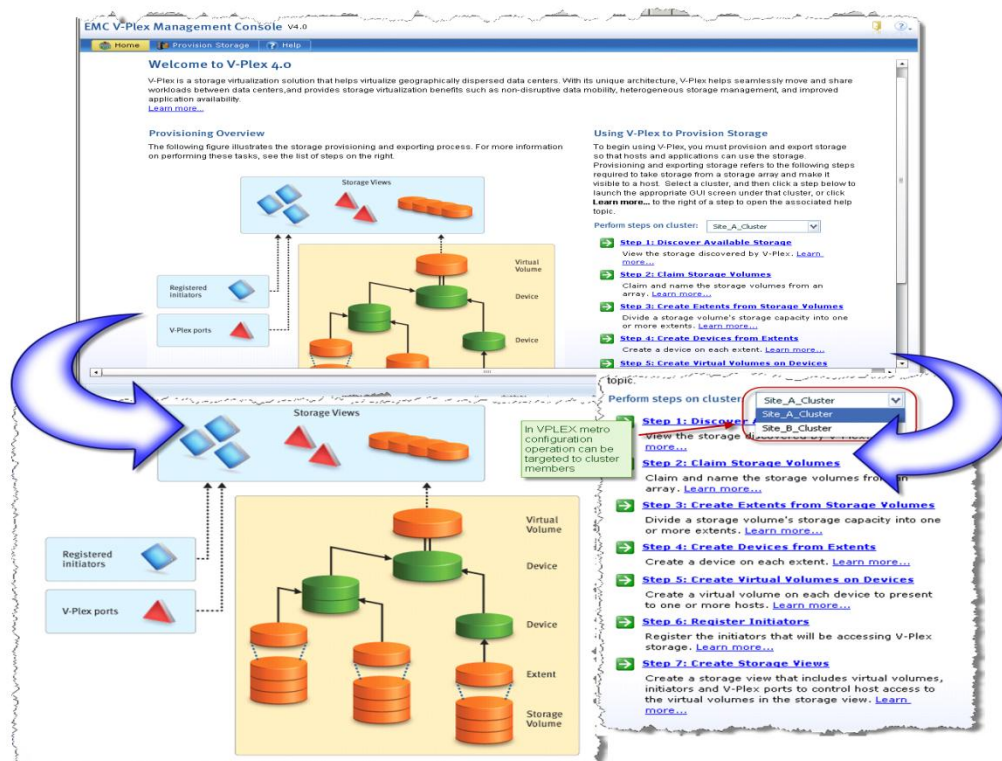 EMC V-Plex Management Console V4.0
Home
Provision Storage
Help
Welcome to V-Plex 4.0
V-Plex is a storage virtualization solution that helps virtualize geographically dispersed data centers. With its unique architecture, V-Plex helps seamlessly move and share
workloads between data centers,and provides storage virtualization benefits such as non-disruptive data mobility, heterogeneous storage management, and improved
application availability.
Learn more...
Provisioning Overview
The following figure illustrates the storage provisioning and exporting process. For more information
on performing these tasks, see the list of steps on the right.
Storage Views
Registered
initiators
V-Plex ports
Virtual
Volume
Device
Device
Using V-Plex to Provision Storage
To begin using V-Plex, you must provision and export storage
so that hosts and applications can use the storage.
Provisioning and exporting storage refers to the following steps
required to take storage from a storage array and make it
visible to a host. Select a cluster, and then click a step below to
launch the appropriate GUI screen under that cluster, or click
Learn more... to the right of a step to open the associated help
topic.
Perform steps on cluster: Site_A_Cluster
Step 1: Discover Available Storage
View the storage discovered by V-Plex. Learn
more...
Step 2: Claim Storage Volumes
Claim and name the storage volumes from an
array. Learn more...
Step 3: Create Extents from Storage Volumes
Divide a storage volume's storage capacity into one
or more extents. Learn more...
Step 4: Create Devices from Extents
Create a device on each extent. Learn more...
Step 5: Create Virtual Volumes on Devices
Storage Views
Registered
initiators
V-Plex ports
Virtual
Volume
Device
Device
Extent
Storage
Volume
In VPLEX metro
configuration
operation can be
targeted to cluster
members
topic.
Perform steps on cluster: Site_A_Cluster
Site_A_Cluster
Site_B_Cluster
Step 1: Discover
View the storage discovered by V-Plex.
more...
Step 2: Claim Storage Volumes
Claim and name the storage volumes from an
array. Learn more...
Step 3: Create Extents from Storage Volumes
Divide a storage volume's storage capacity into one
or more extents. Learn more...
Step 4: Create Devices from Extents
Create a device on each extent. Learn more...
Step 5: Create Virtual Volumes on Devices
Create a virtual volume on each device to present
to one or more hosts. Learn more...
Step 6: Register Initiators
Register the initiators that will be accessing V-Plex
storage. Learn more...
Step 7: Create Storage Views
Create a storage view that includes virtual volumes,
initiators and V-Plex ports to control host access to
the virtual volumes in the storage view. Learn
more...